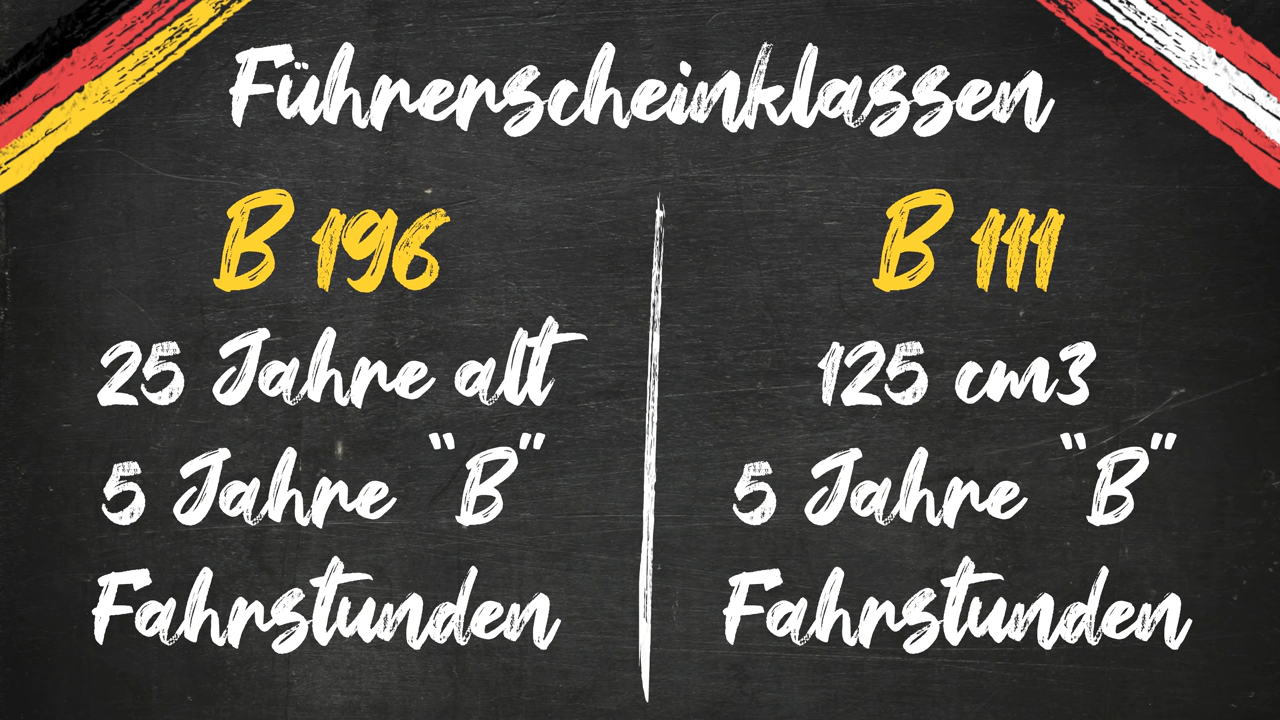 Führerscheinklassen
B 196
25 Jahre alt
5 Jahre "B"
Fahrstunden
B 111
125 cm3
5 Jahre "B"
Fahrstunden